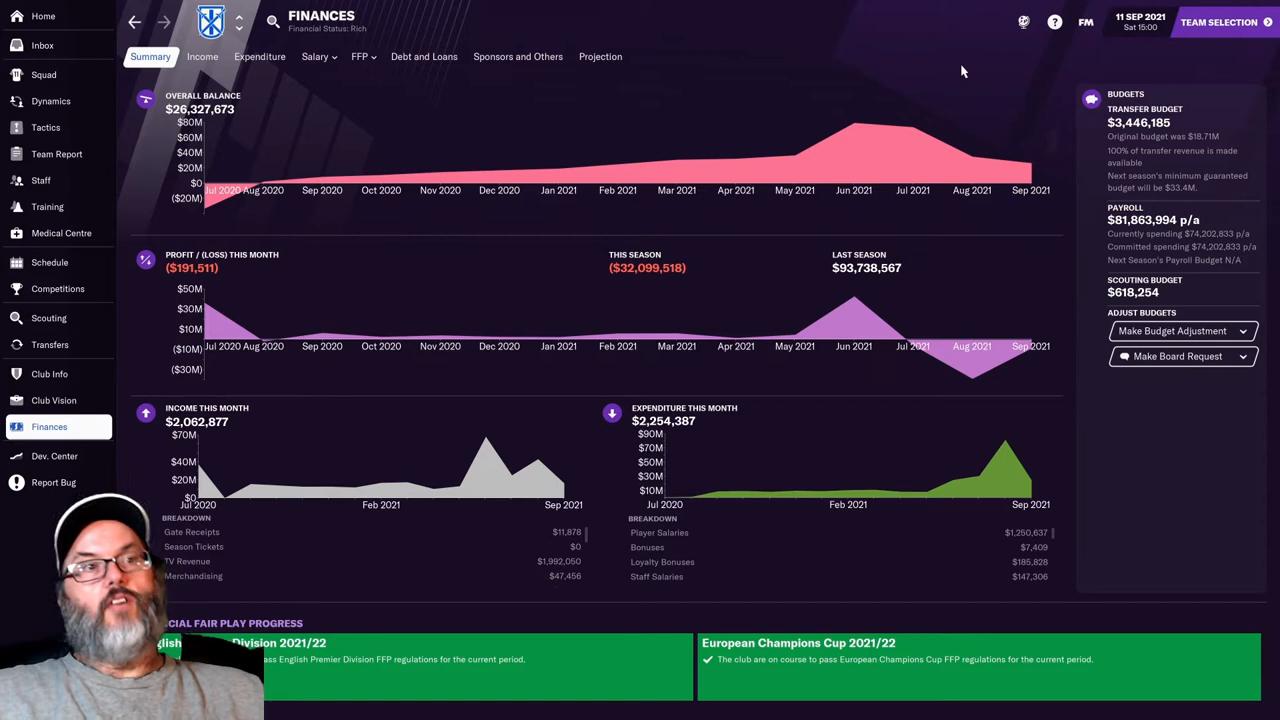 Home
Inbox
Squad
Dynamics
Tactics
Team Report
Staff
Training
Medical Centre
Schedule
Competitions
Scouting
Transfers
Club Info
Club Vision
Finances
Dev. Center
Report Bug
FINANCES
Financial Status: Rich
?
FM
11 SEP 2021
Sat 15:00
TEAM SELECTION
Summary
Income
Expenditure
Salary
FFP
Debt and Loans
Sponsors and Others
Projection
OVERALL BALANCE
$26,327,673
$80M
$60M
$40M
$20M
$0
($20M)
Jul 2020 Aug 2020 Sep 2020 Oct 2020 Nov 2020 Dec 2020 Jan 2021 Feb 2021 Mar 2021 Apr 2021 May 2021 Jun 2021 Jul 2021 Aug 2021 Sep 2021
PROFIT / (LOSS) THIS MONTH
($191,511)
THIS SEASON
($32,099,518)
LAST SEASON
$93,738,567
$50M
$30M
$10M
($10M)
($30M)
Jul 2020 Aug 2020 Sep 2020 Oct 2020 Nov 2020 Dec 2020 Jan 2021 Feb 2021 Mar 2021 Apr 2021 May 2021 Jun 2021 Jul 2021 Aug 2021 Sep 2021
INCOME THIS MONTH
$2,062,877
$70M
$40M
$20M
$0
Jul 2020 Feb 2021 Sep 2021
BREAKDOWN
Gate Receipts $11,878
Season Tickets $0
TV Revenue $1,992,050
Merchandising $47,456
EXPENDITURE THIS MONTH
$2,254,387
$90M
$70M
$50M
$30M
$10M
Jul 2020 Feb 2021 Sep 2021
BREAKDOWN
Player Salaries $1,250,637
Bonuses $7,409
Loyalty Bonuses $185,828
Staff Salaries $147,306
BUDGETS
TRANSFER BUDGET
$3,446,185
Original budget was $18.71M
100% of transfer revenue is made
available
Next season's minimum guaranteed
budget will be $33.4M.
PAYROLL
$81,863,994 p/a
Currently spending $74,202,833 p/a
Committed spending $74,202,833 p/a
Next Season's Payroll Budget N/A
SCOUTING BUDGET
$618,254
ADJUST BUDGETS
Make Budget Adjustment
Make Board Request
CIAL FAIR PLAY PROGRESS
nglish Division 2021/22
ass English Premier Division FFP regulations for the current period.
European Champions Cup 2021/22
The club are on course to pass European Champions Cup FFP regulations for the current period.